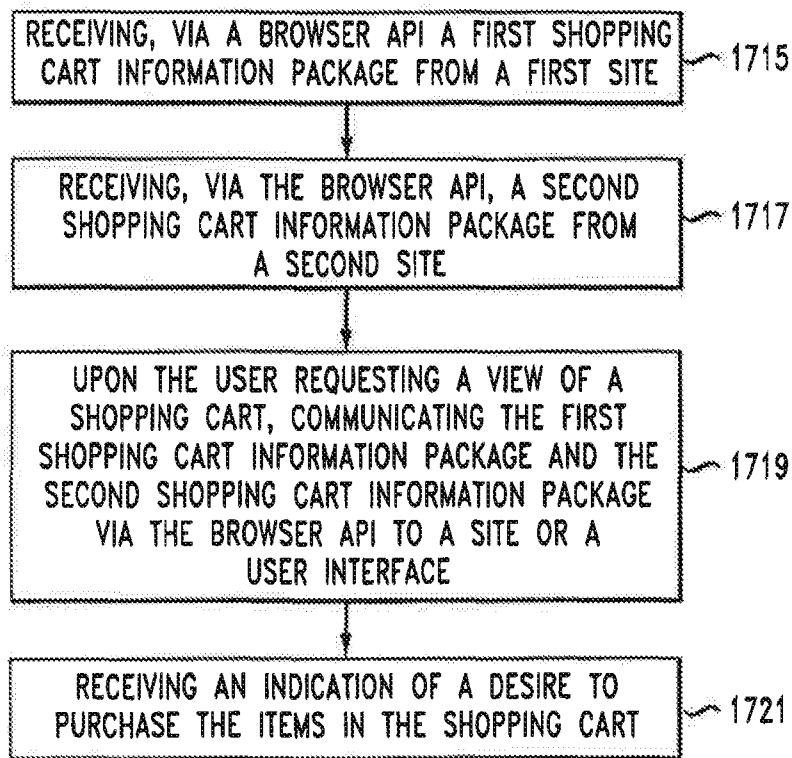 RECEIVING, VIA A BROWSER API A FIRST SHOPPING
CART INFORMATION PACKAGE FROM A FIRST SITE
1715
RECEIVING, VIA THE BROWSER API, A SECOND
SHOPPING CART INFORMATION PACKAGE FROM
A SECOND SITE
1717
UPON THE USER REQUESTING A VIEW OF A
SHOPPING CART, COMMUNICATING THE FIRST
SHOPPING CART INFORMATION PACKAGE AND THE
SECOND SHOPPING CART INFORMATION PACKAGE
VIA THE BROWSER API TO A SITE OR A
USER INTERFACE
1719
RECEIVING AN INDICATION OF A DESIRE TO
PURCHASE THE ITEMS IN THE SHOPPING CART
1721